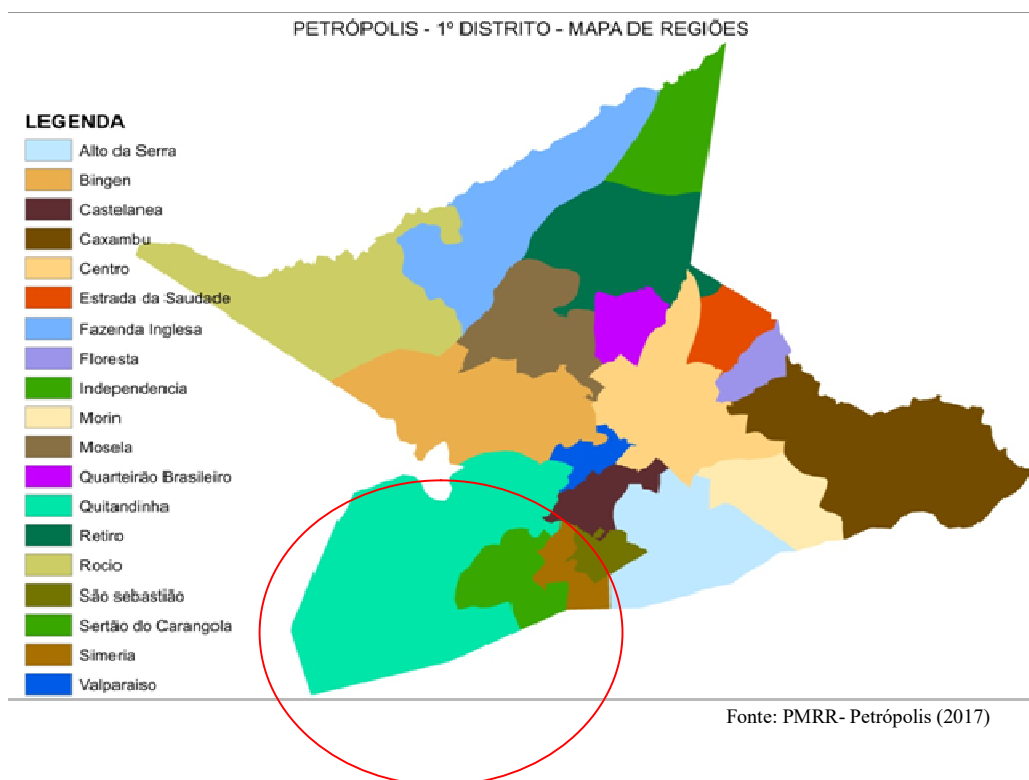 PETRÓPOLIS - 1º DISTRITO - MAPA DE REGIÕES
LEGENDA
Alto da Serra
Bingen
Castelanea
Caxambu
Centro
Estrada da Saudade
Fazenda Inglesa
Floresta
Independencia
Morin
Mosela
Quarteirão Brasileiro
Quitandinha
Retiro
Rocio
São sebastião
Sertão do Carangola
Simeria
Valparaiso
Fonte: PMRR- Petrópolis (2017)